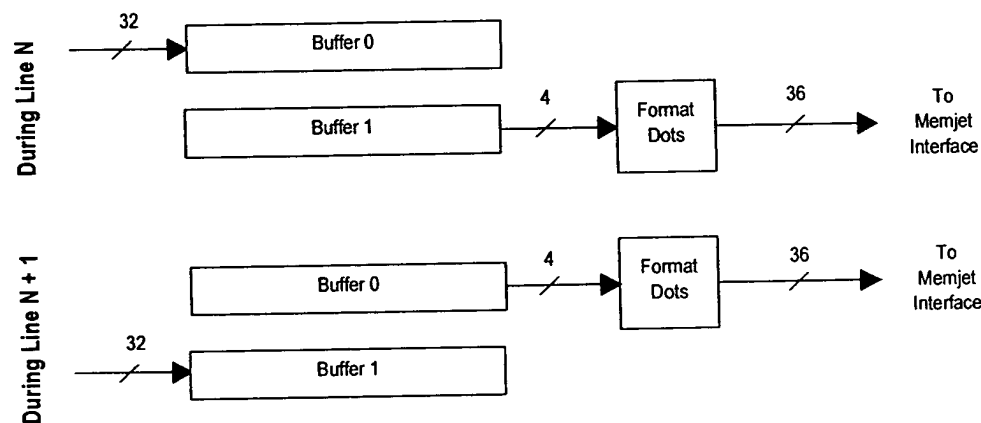 During Line N
32
Buffer 0
Buffer 1
4
Format
Dots
36
To
Memjet
Interface
During Line N + 1
Buffer 0
4
Format
Dots
36
To
Memjet
Interface
32
Buffer 1